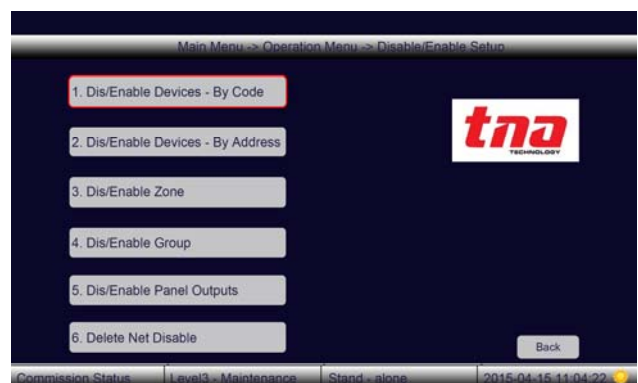 Main Menu -> Operation Menu -> Disable/Enable Setup
1. Dis/Enable Devices - By Code
2. Dis/Enable Devices - By Address
3. Dis/Enable Zone
4. Dis/Enable Group
5. Dis/Enable Panel Outputs
6. Delete Net Disable
tna
TECHNOLOGY
Back
Commission Status Level3 - Maintenance Stand - alone 2015-04-15 11:04:22